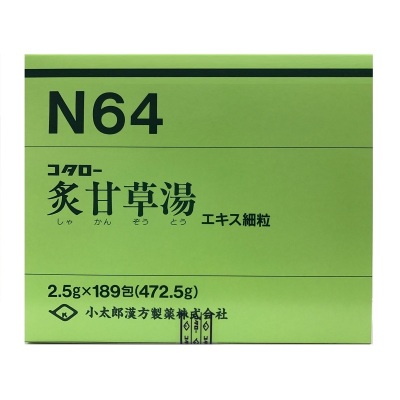 N64
コタロー
炙甘草湯 エキス細粒
しゃ かん ぞう とう
2.5g×189包(472.5g)
小太郎漢方製薬株式会社